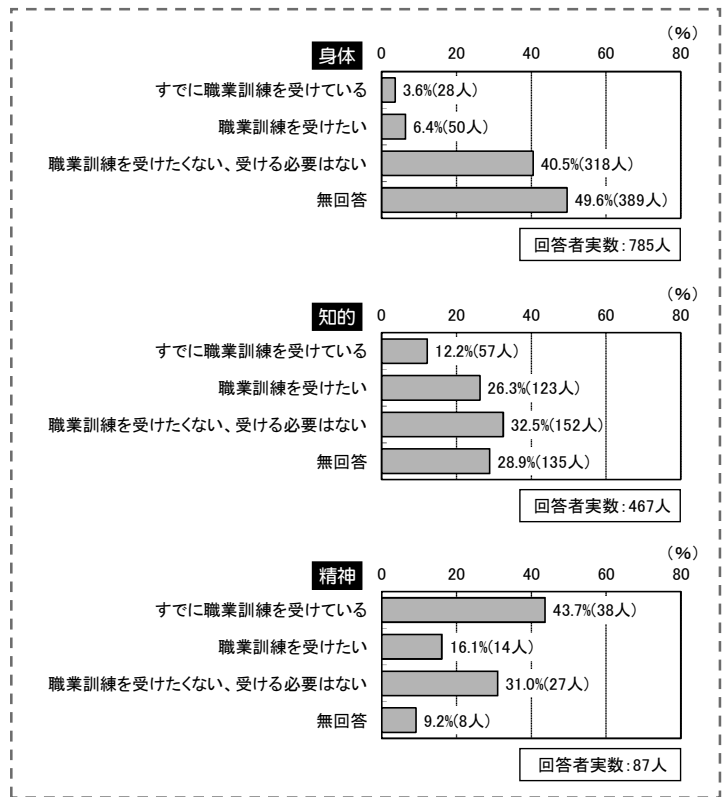 (%)
身体 0 20 40 60 80
すでに職業訓練を受けている 3.6%(28人)
職業訓練を受けたい 6.4%(50人)
職業訓練を受けたくない、受ける必要はない 40.5%(318人)
無回答 49.6%(389人)
回答者実数:785人
(%)
知的 0 20 40 60 80
すでに職業訓練を受けている 12.2%(57人)
職業訓練を受けたい 26.3%(123人)
職業訓練を受けたくない、受ける必要はない 32.5%(152人)
無回答 28.9%(135人)
回答者実数:467人
(%)
精神 0 20 40 60 80
すでに職業訓練を受けている 43.7%(38人)
職業訓練を受けたい 16.1%(14人)
職業訓練を受けたくない、受ける必要はない 31.0%(27人)
無回答 9.2%(8人)
回答者実数:87人